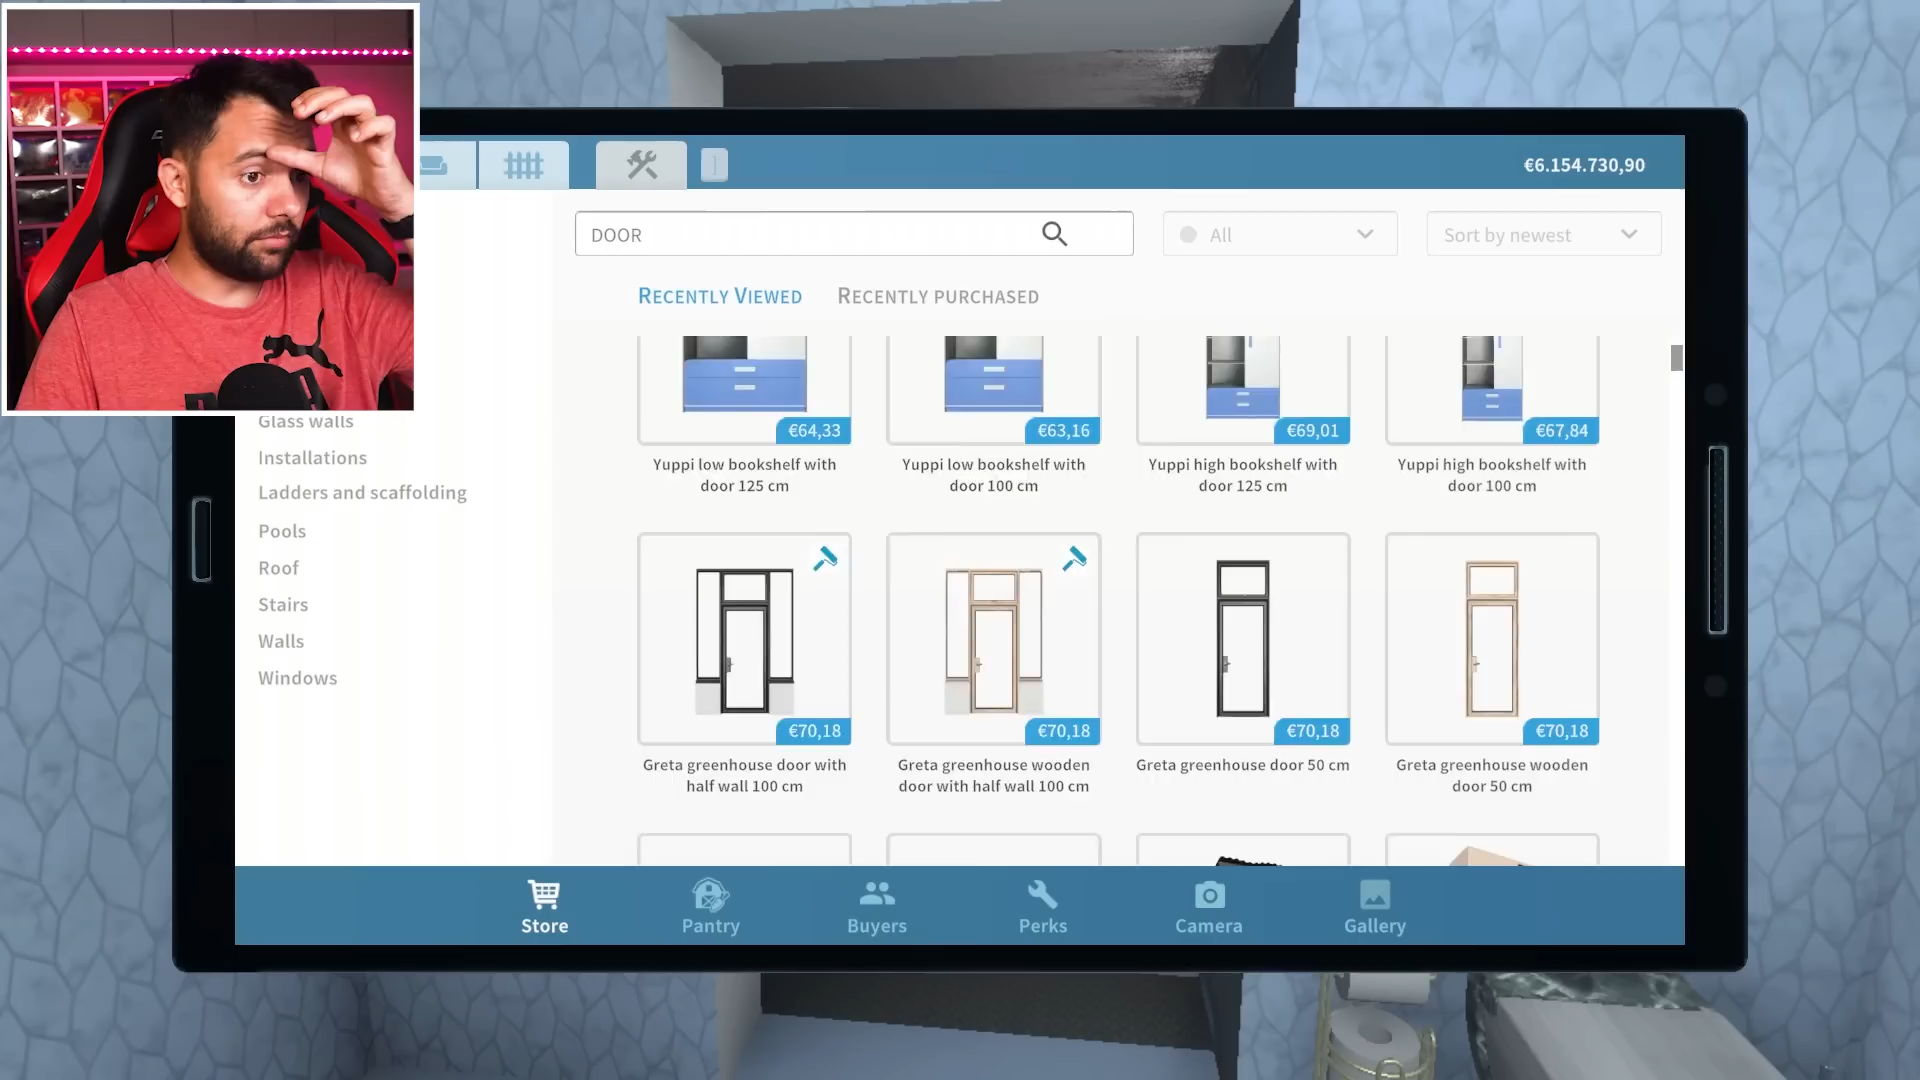 €6.154.730,90
DOOR
All
Sort by newest
RECENTLY VIEWED
RECENTLY PURCHASED
Glass walls
Installations
Ladders and scaffolding
Pools
Roof
Stairs
Walls
Windows
€64,33
€63,16
€69,01
€67,84
Yuppi low bookshelf with
door 125 cm
Yuppi low bookshelf with
door 100 cm
Yuppi high bookshelf with
door 125 cm
Yuppi high bookshelf with
door 100 cm
€70,18
€70,18
€70,18
€70,18
Greta greenhouse door with
half wall 100 cm
Greta greenhouse wooden
door with half wall 100 cm
Greta greenhouse door 50 cm
Greta greenhouse wooden
door 50 cm
Store
Pantry
Buyers
Perks
Camera
Gallery